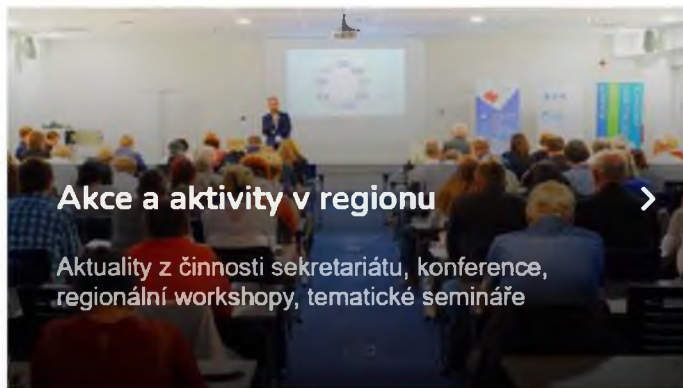 Akce a aktivity v regionu
Aktuality z činnosti sekretariátu, konference,
regionální workshopy, tematické semináře